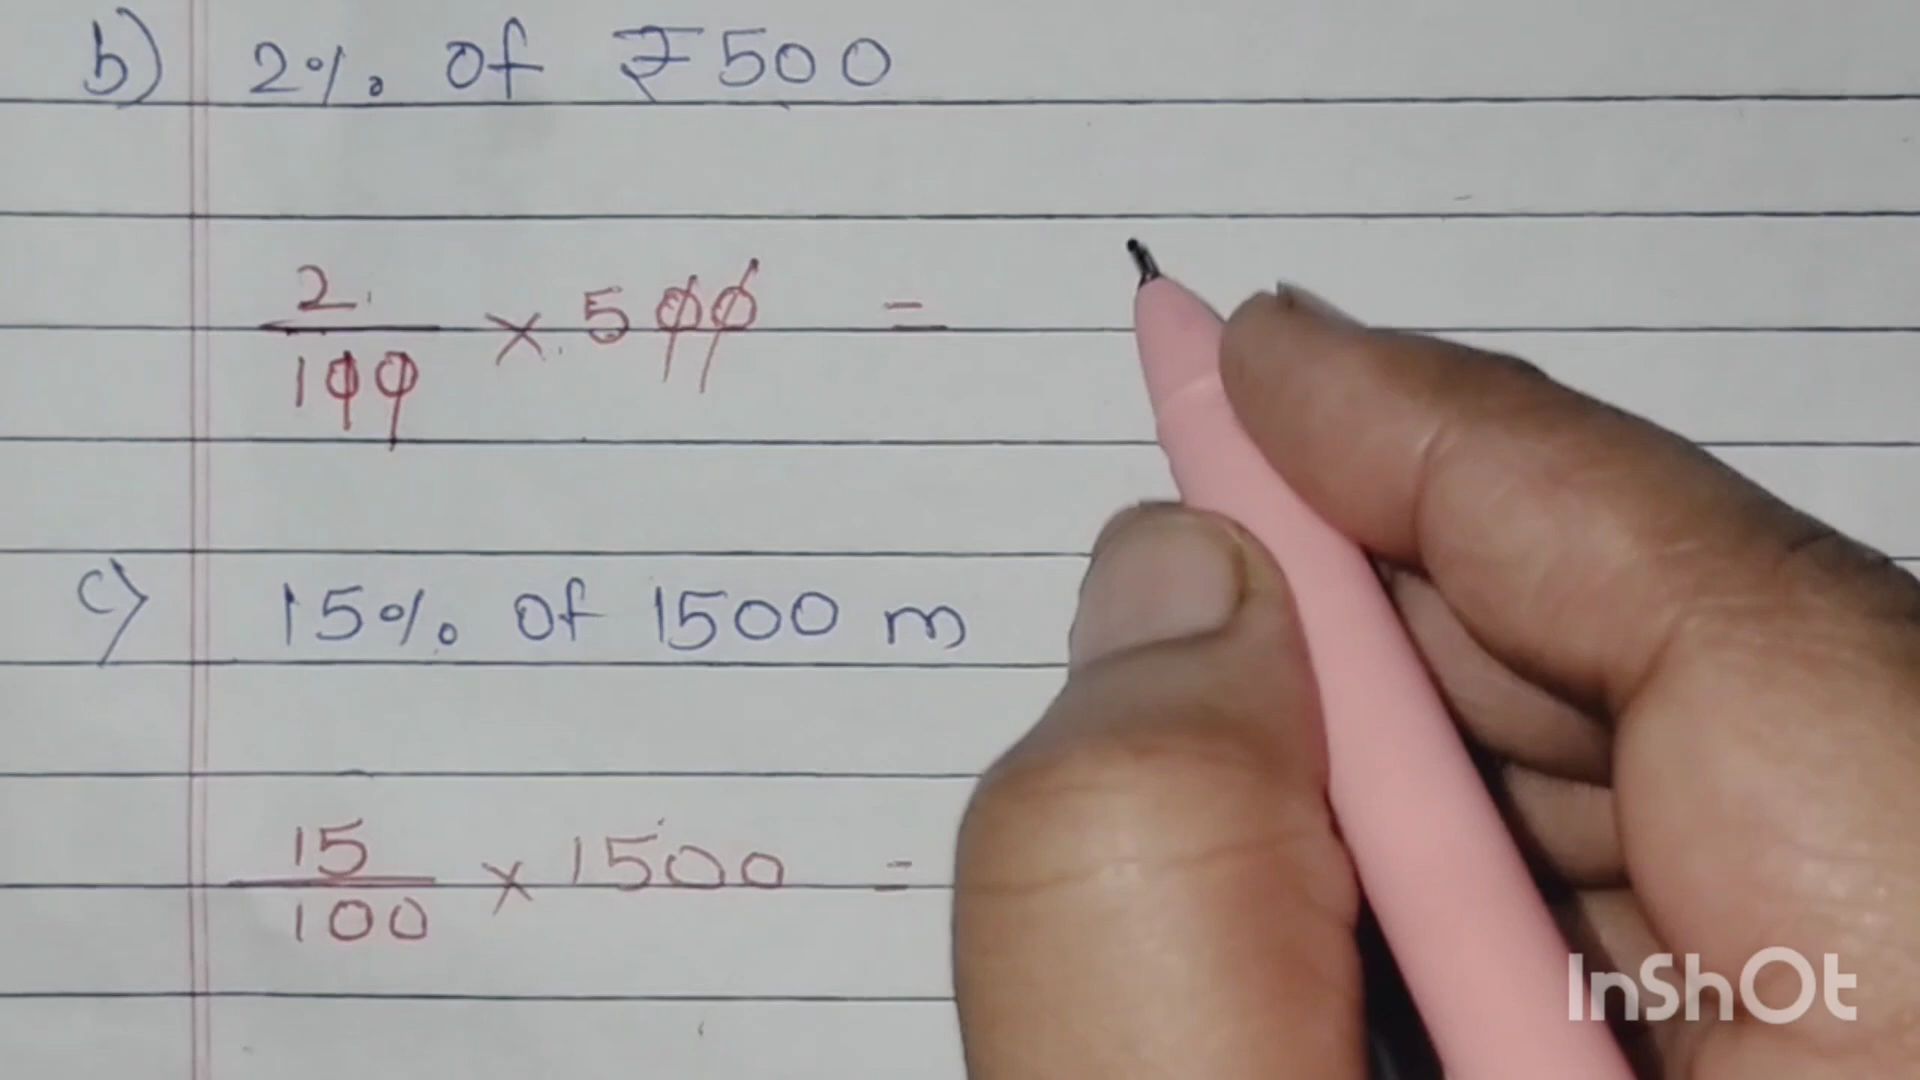 b) 2% of ₹500
2/100 × 500 =
c) 15% of 1500 m
15/100 × 1500 =
InShOt